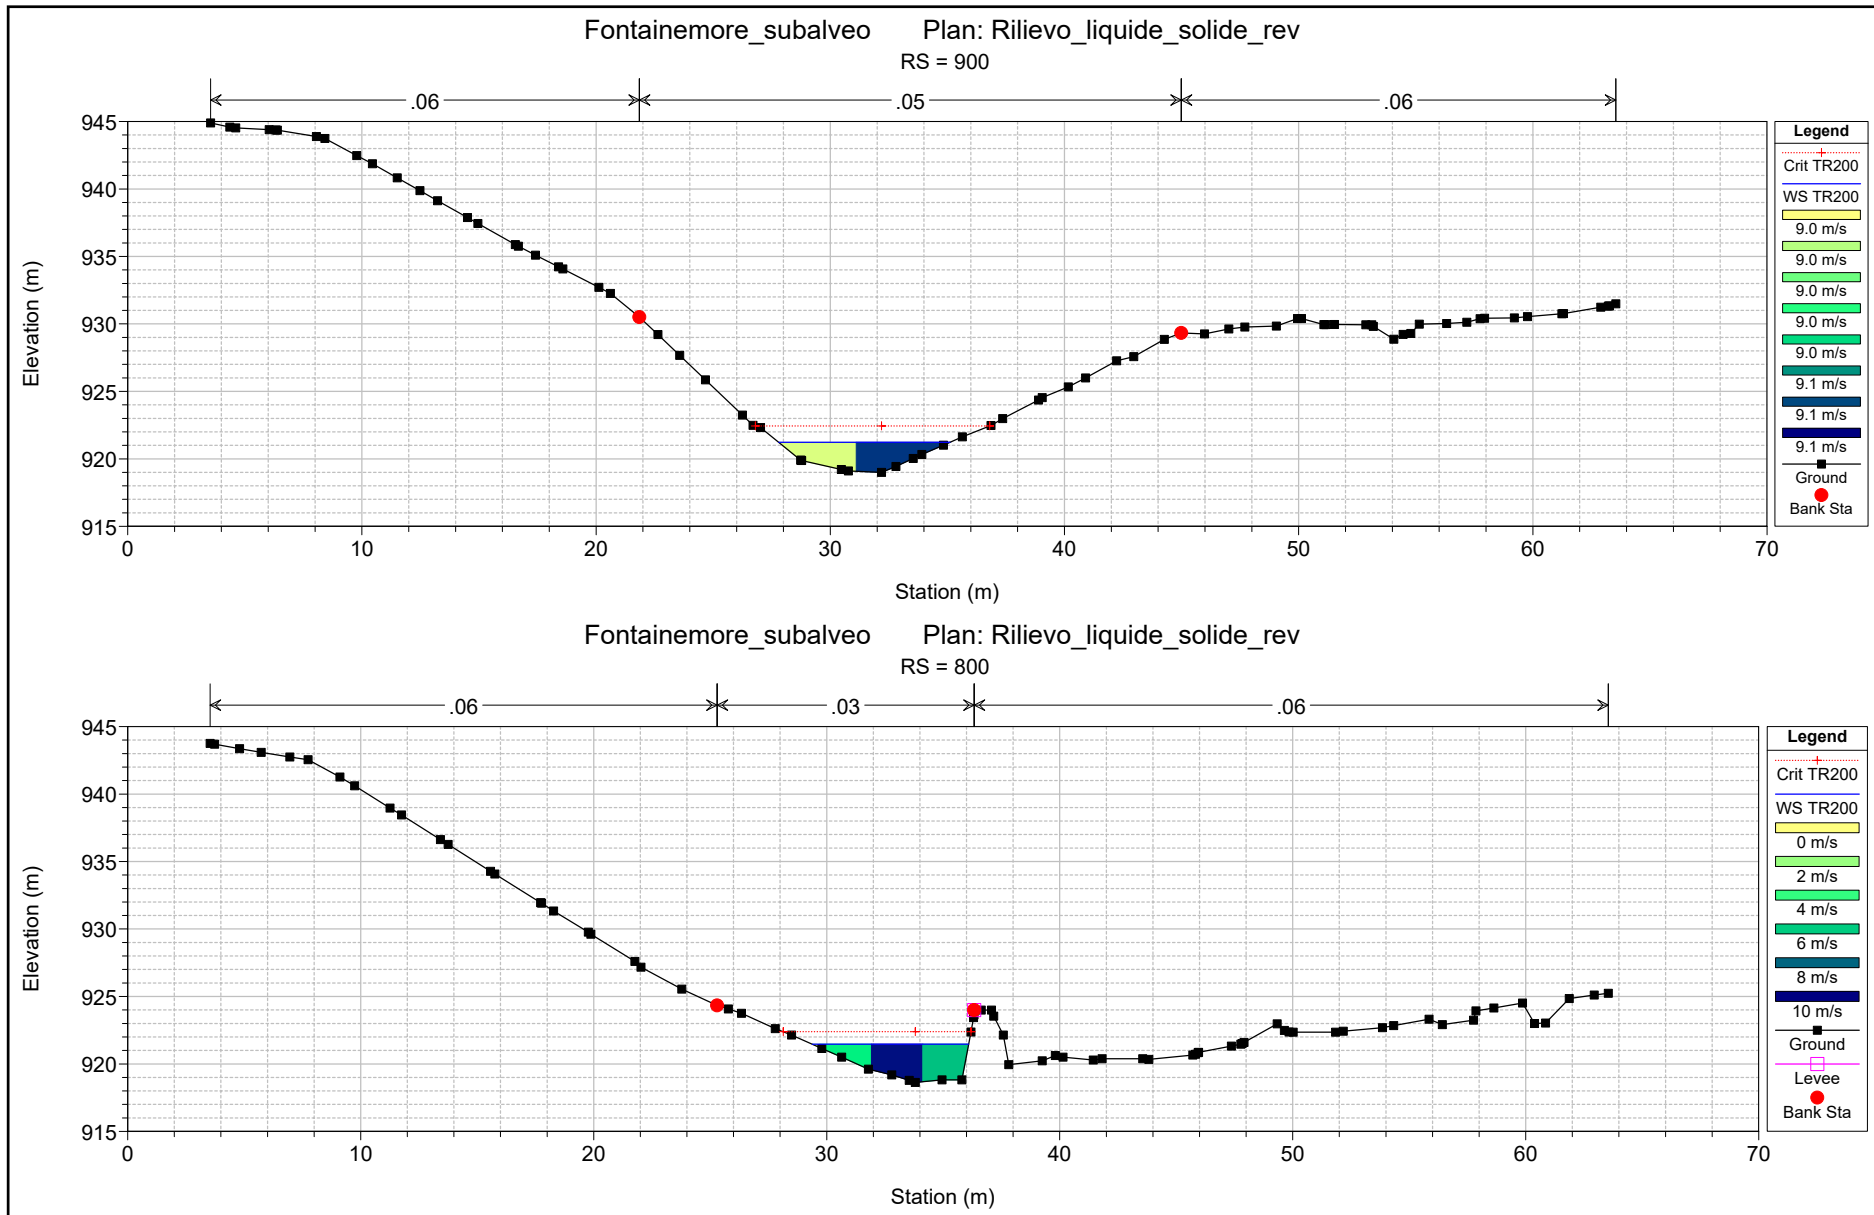 Fontainemore_subalveo Plan: Rilievo_liquide_solide_rev
RS = 900
.06 .05 .06
945
940
935
930
925
920
915
Elevation (m)
0 10 20 30 40 50 60 70
Station (m)
Legend
Crit TR200
WS TR200
9.0 m/s
9.0 m/s
9.0 m/s
9.0 m/s
9.0 m/s
9.1 m/s
9.1 m/s
9.1 m/s
Ground
Bank Sta
Fontainemore_subalveo Plan: Rilievo_liquide_solide_rev
RS = 800
.06 .03 .06
945
940
935
930
925
920
915
Elevation (m)
0 10 20 30 40 50 60 70
Station (m)
Legend
Crit TR200
WS TR200
0 m/s
2 m/s
4 m/s
6 m/s
8 m/s
10 m/s
Ground
Levee
Bank Sta